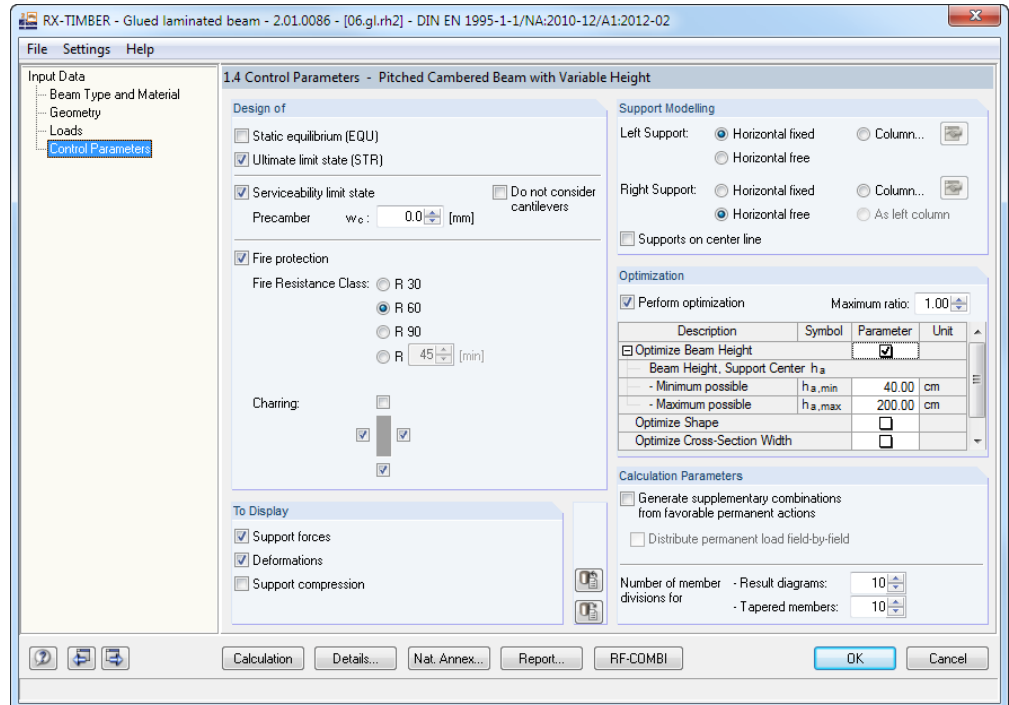 RX-TIMBER - Glued laminated beam - 2.01.0086 - [06.gl.rh2] - DIN EN 1995-1-1/NA:2010-12/A1:2012-02
File Settings Help
Input Data
Beam Type and Material
Geometry
Loads
Control Parameters
1.4 Control Parameters - Pitched Cambered Beam with Variable Height
Design of
Static equilibrium (EQU)
Ultimate limit state (STR)
Serviceability limit state
Do not consider
cantilevers
Precamber wc: 0.0 [mm]
Fire protection
Fire Resistance Class: R 30
R 60
R 90
R 45 [min]
Charring:
To Display
Support forces
Deformations
Support compression
Support Modelling
Left Support: Horizontal fixed Column...
Horizontal free
Right Support: Horizontal fixed Column...
Horizontal free As left column
Supports on center line
Optimization
Perform optimization Maximum ratio: 1.00
Description Symbol Parameter Unit
Optimize Beam Height
Beam Height, Support Center ha
- Minimum possible ha,min 40.00 cm
- Maximum possible ha,max 200.00 cm
Optimize Shape
Optimize Cross-Section Width
Calculation Parameters
Generate supplementary combinations
from favorable permanent actions
Distribute permanent load field-by-field
Number of member - Result diagrams: 10
divisions for
- Tapered members: 10
Calculation Details... Nat. Annex... Report... RF-COMBI OK Cancel